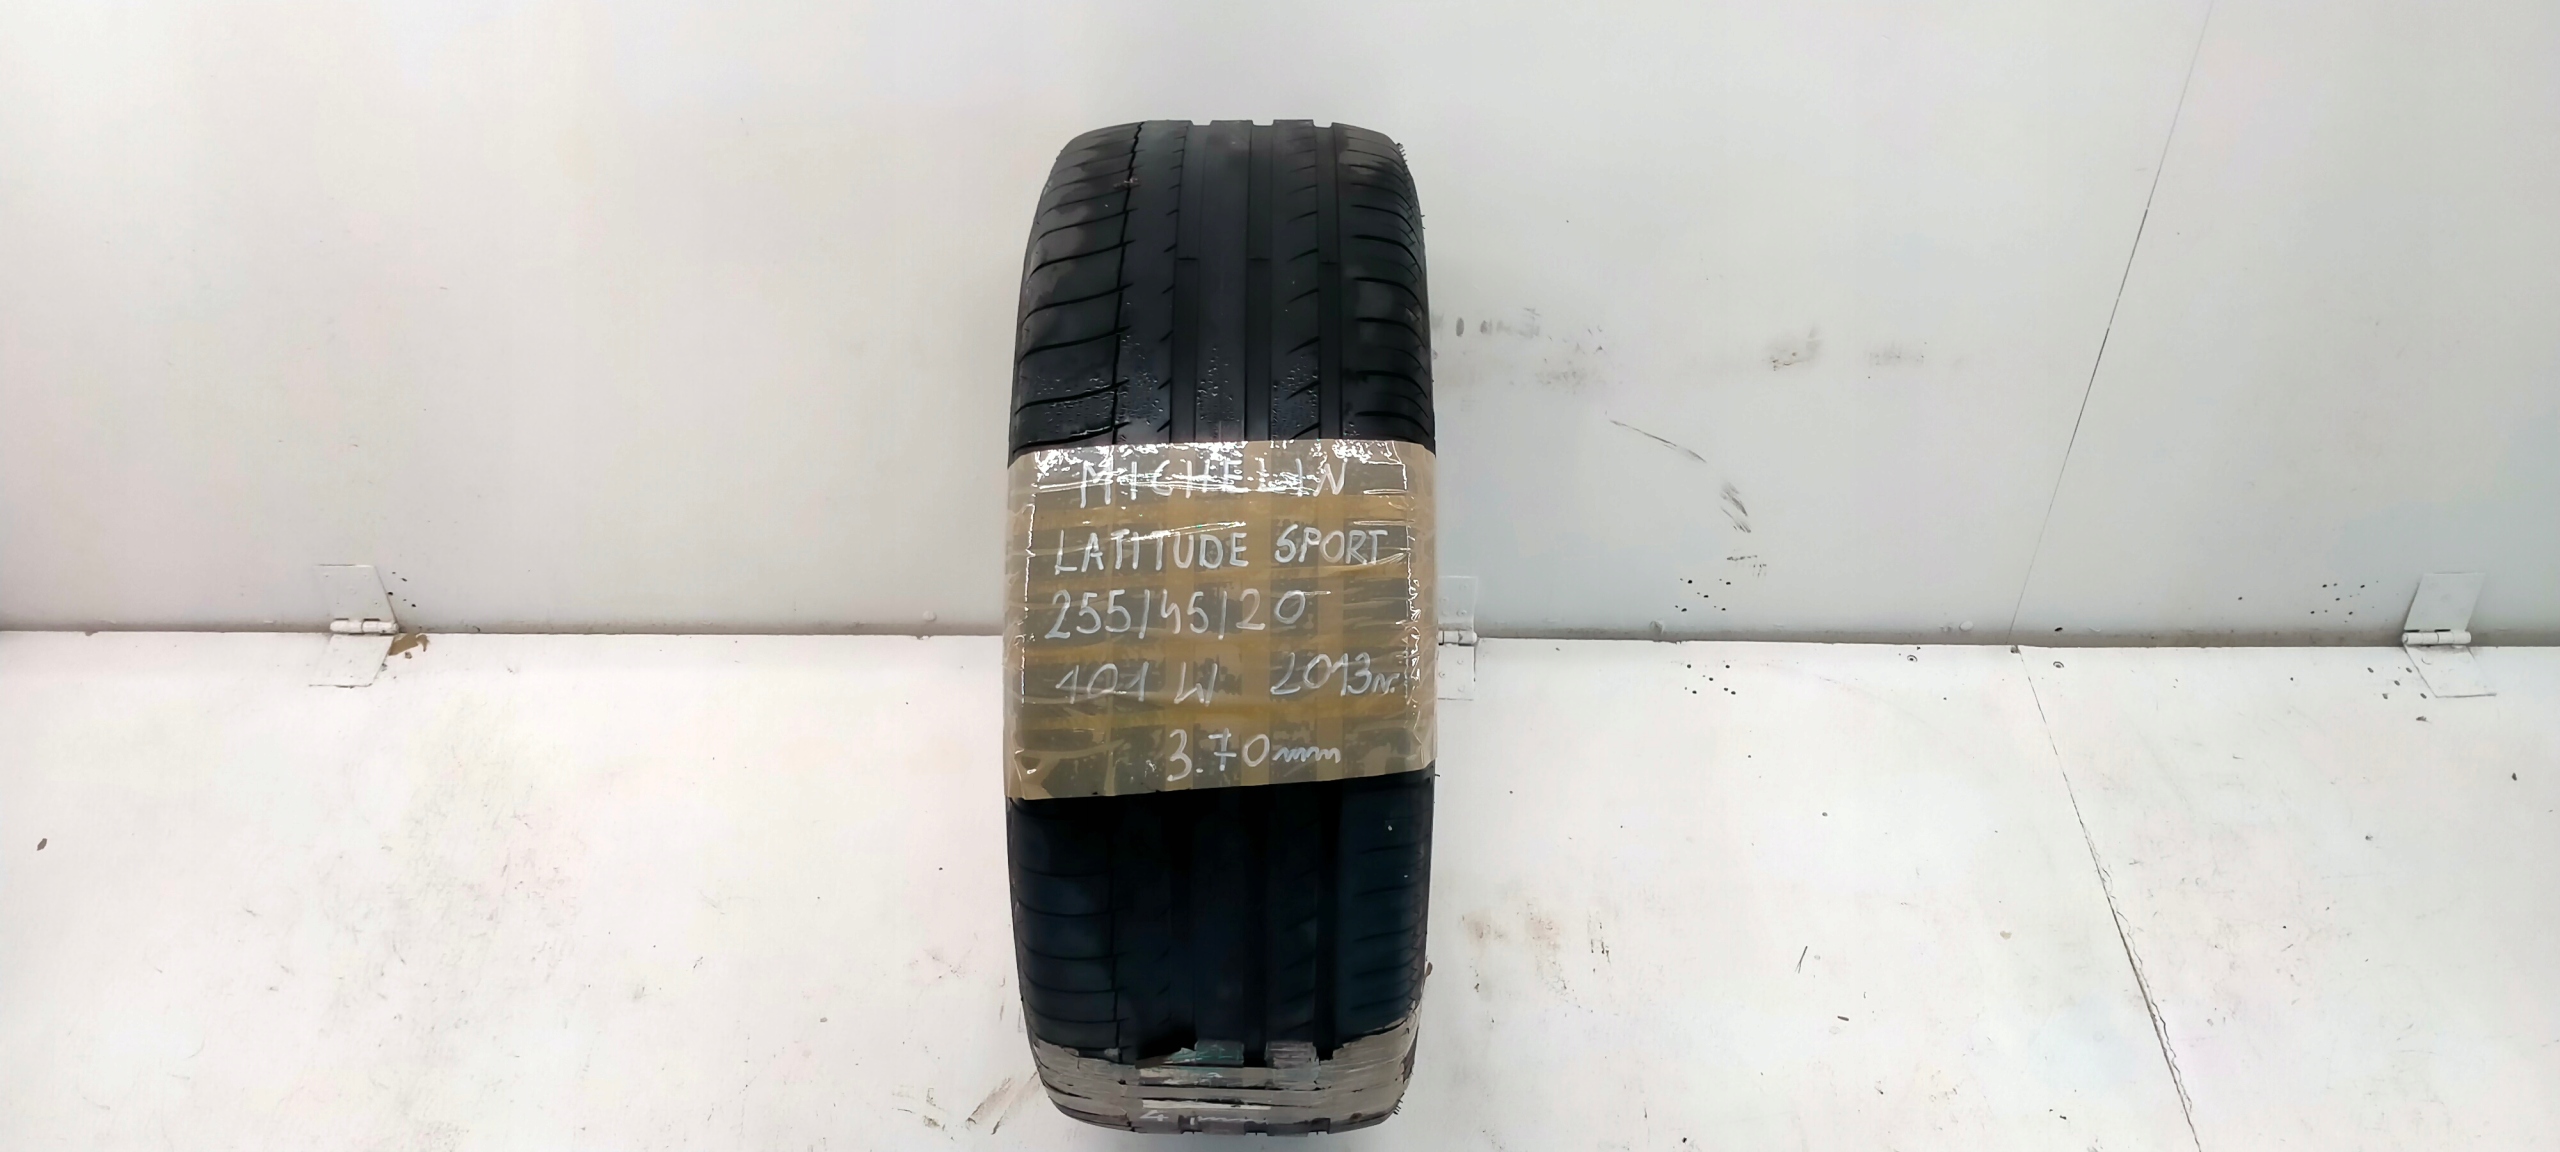 MICHELIN
LATITUDE SPORT
255/45/20
101 W 2013r.
3.70mm